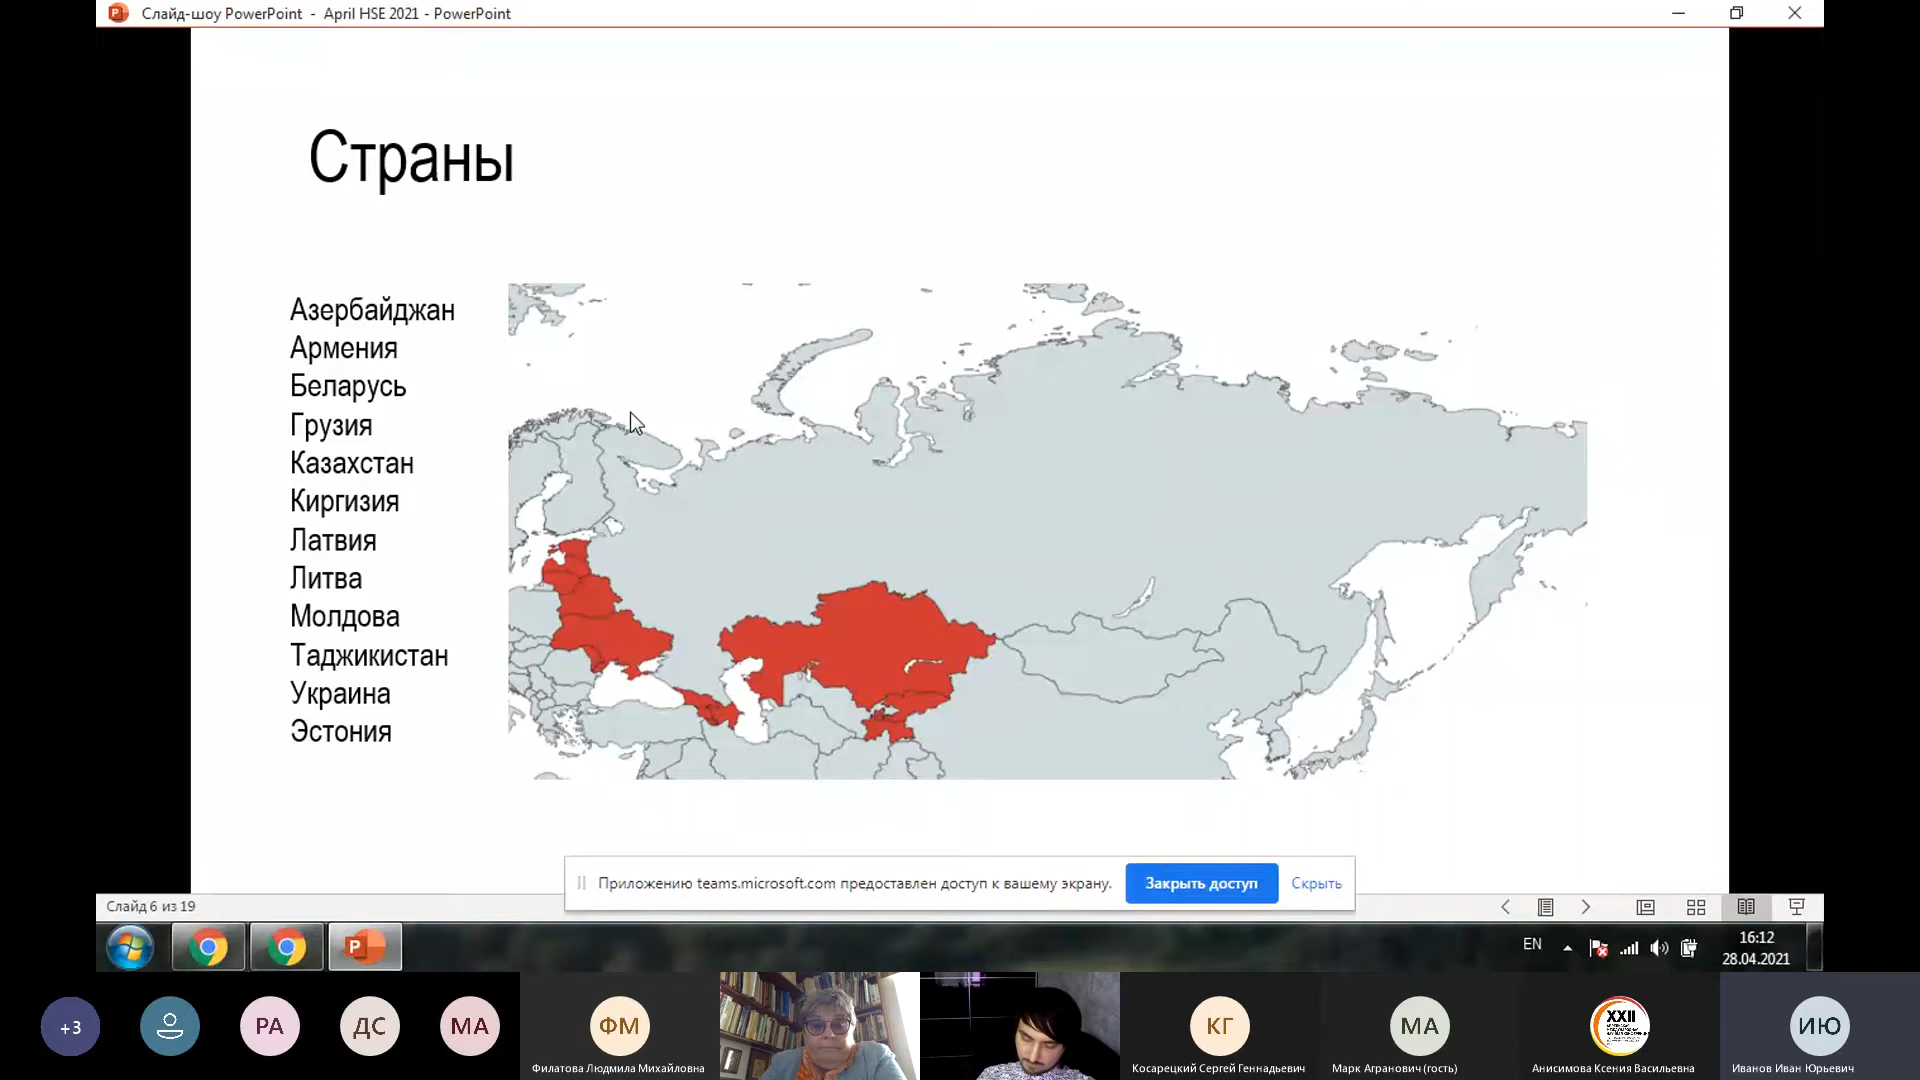 Слайд-шоу PowerPoint - April HSE 2021 - PowerPoint
Страны
Азербайджан
Армения
Беларусь
Грузия
Казахстан
Киргизия
Латвия
Литва
Молдова
Таджикистан
Украина
Эстония
Приложению teams.microsoft.com предоставлен доступ к вашему экрану.
Закрыть доступ
Скрыть
Слайд 6 из 19
EN
16:12
28.04.2021
+3
РА
ДС
МА
ФМ
КГ
МА
XXII
ИЮ
Филатова Людмила Михайловна
Косарецкий Сергей Геннадьевич
Марк Агранович (гость)
Анисимова Ксения Васильевна
Иванов Иван Юрьевич